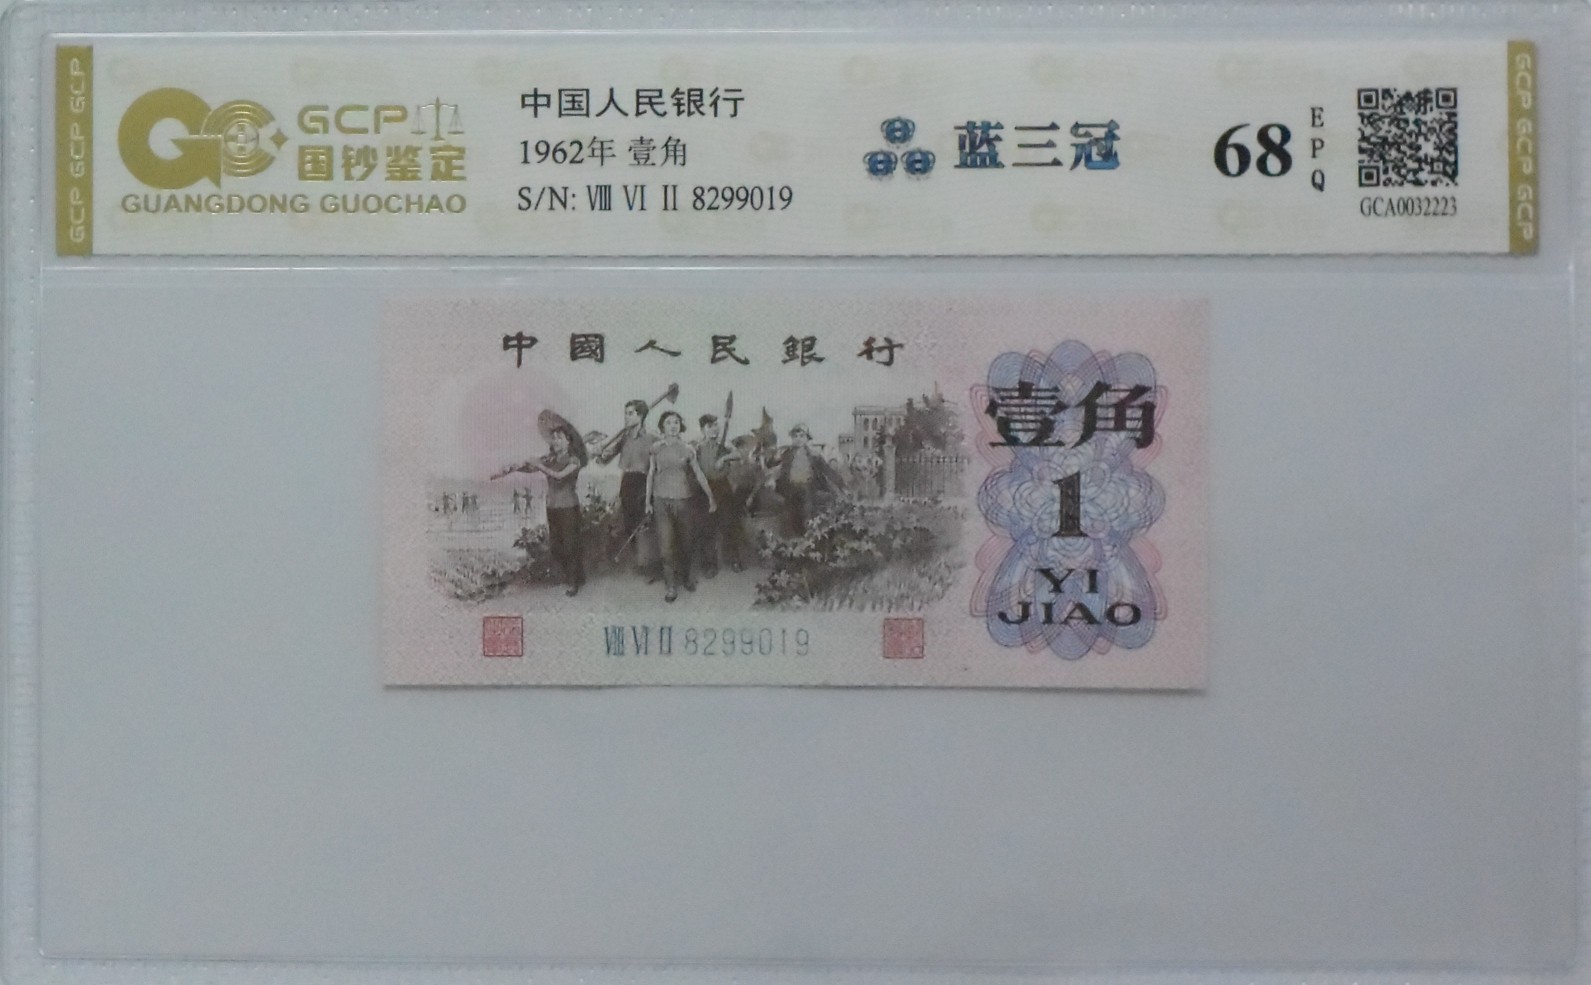 GCP GCP GCP
GCP
国钞鉴定
GUANGDONG GUOCHAO
中国人民银行
1962年 壹角
S/N: Ⅷ Ⅵ Ⅱ 8299019
蓝三冠
68
EPQ
GCA0032223
GCP GCP GCP
中國人民銀行
壹角
1
YI
JIAO
Ⅷ Ⅵ Ⅱ 8299019